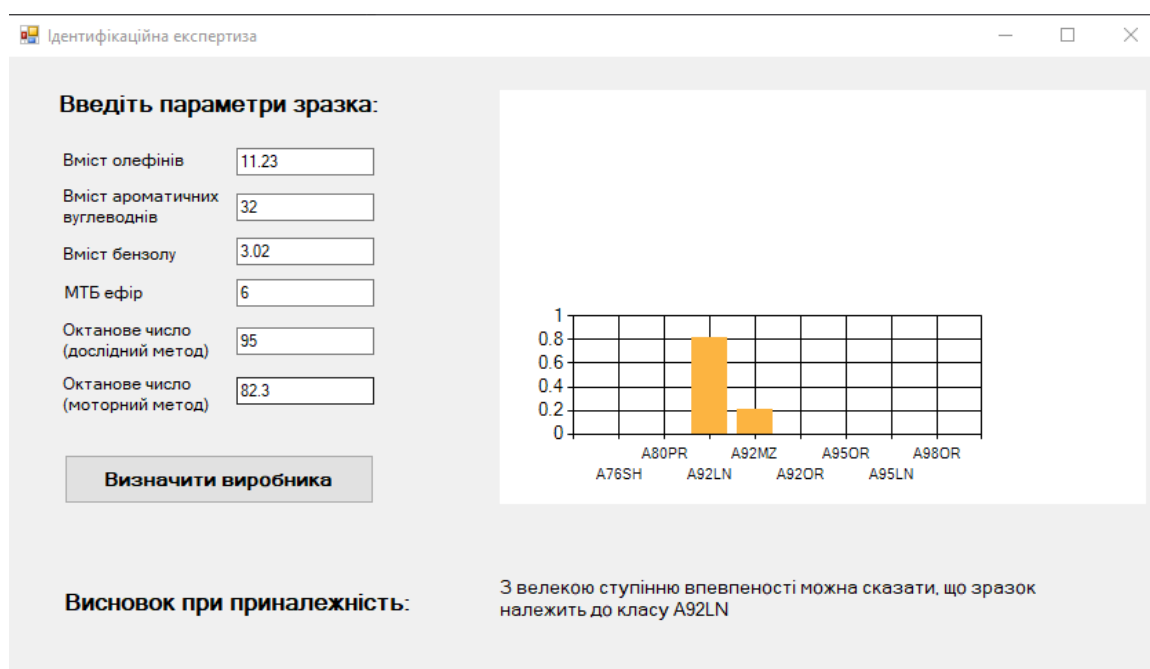 Ідентифікаційна експертиза
Введіть параметри зразка:
Вміст олефінів
11.23
Вміст ароматичних
вуглеводнів
32
Вміст бензолу
3.02
МТБ ефір
6
Октанове число
(дослідний метод)
95
Октанове число
(моторний метод)
82.3
Визначити виробника
1
0.8
0.6
0.4
0.2
0
A80PR A92MZ A95OR A98OR
A76SH A92LN A92OR A95LN
Висновок при приналежність:
З велекою ступінню впевпеності можна сказати, що зразок
належить до класу A92LN